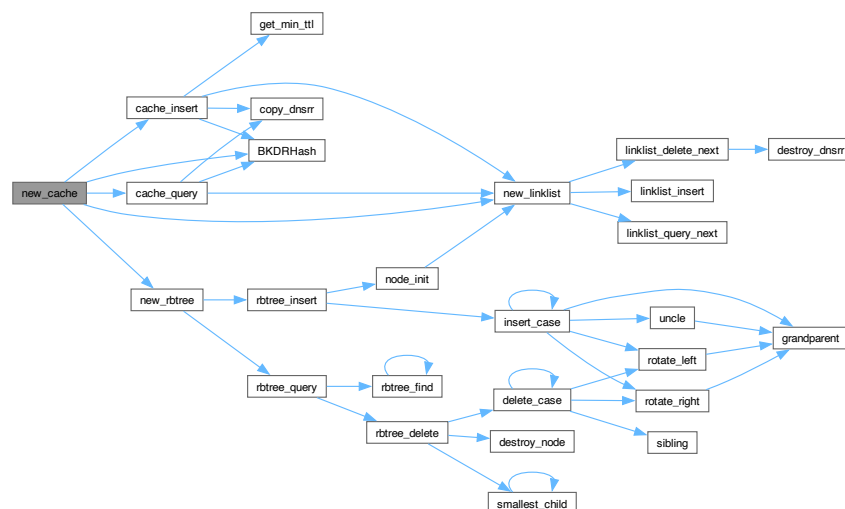 get_min_ttl
cache_insert
copy_dnsrr
BKDRHash
linklist_delete_next
destroy_dnsrr
new_cache
cache_query
new_linklist
linklist_insert
linklist_query_next
node_init
new_rbtree
rbtree_insert
insert_case
uncle
grandparent
rotate_left
rbtree_query
rbtree_find
delete_case
rotate_right
rbtree_delete
destroy_node
sibling
smallest_child